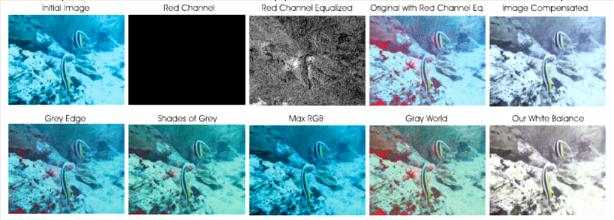 Initial Image
Red Channel
Red Channel Equalized
Original with Red Channel Eq.
Image Compensated
Grey Edge
Shades of Grey
Max RGB
Gray World
Our White Balance